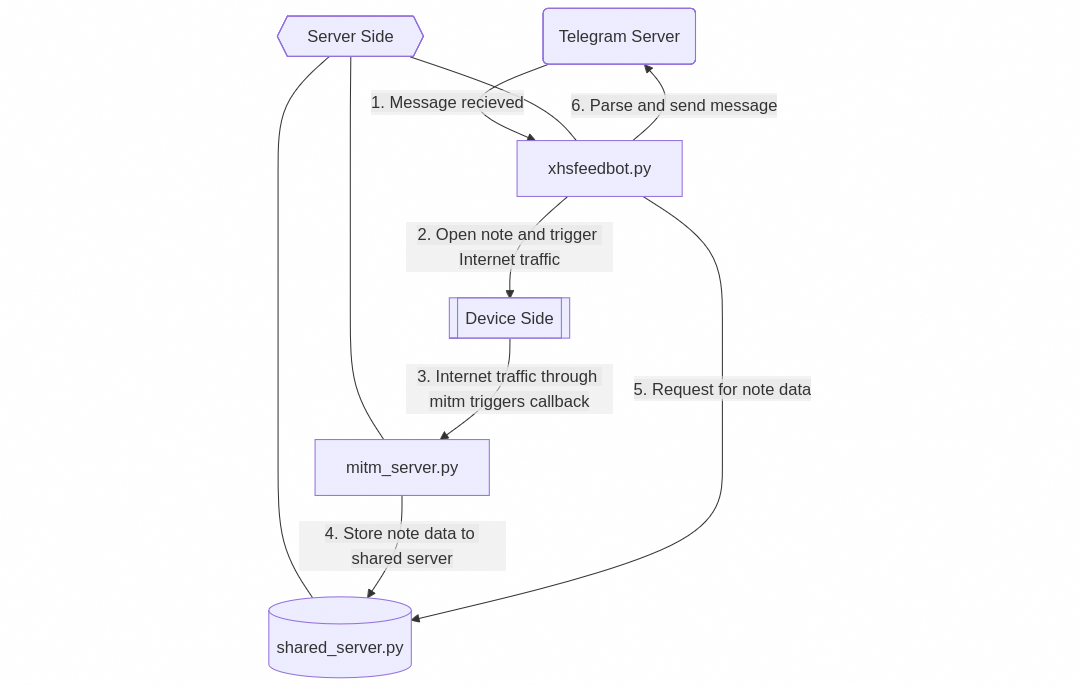 Server Side
Telegram Server
1. Message recieved
6. Parse and send message
xhsfeedbot.py
2. Open note and trigger
Internet traffic
Device Side
3. Internet traffic through
mitm triggers callback
5. Request for note data
mitm_server.py
4. Store note data to
shared server
shared_server.py